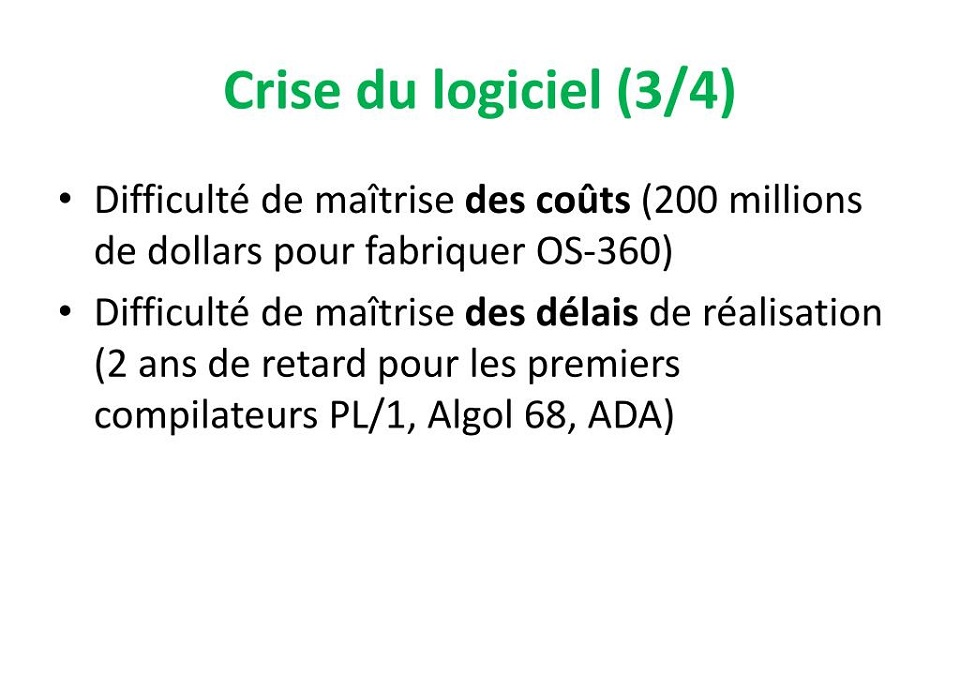 Crise du logiciel (3/4)
• Difficulté de maîtrise des coûts (200 millions
de dollars pour fabriquer OS-360)
• Difficulté de maîtrise des délais de réalisation
(2 ans de retard pour les premiers
compilateurs PL/1, Algol 68, ADA)